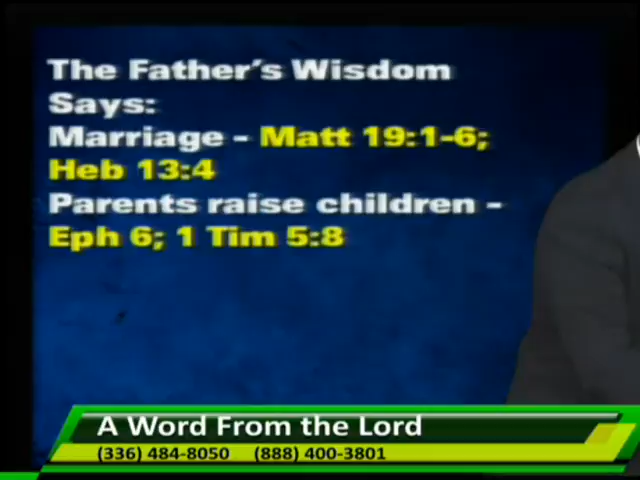 The Father's Wisdom
Says:
Marriage - Matt 19:1-6;
Heb 13:4
Parents raise children -
Eph 6; 1 Tim 5:8
A Word From the Lord
(336) 484-8050 (888) 400-3801